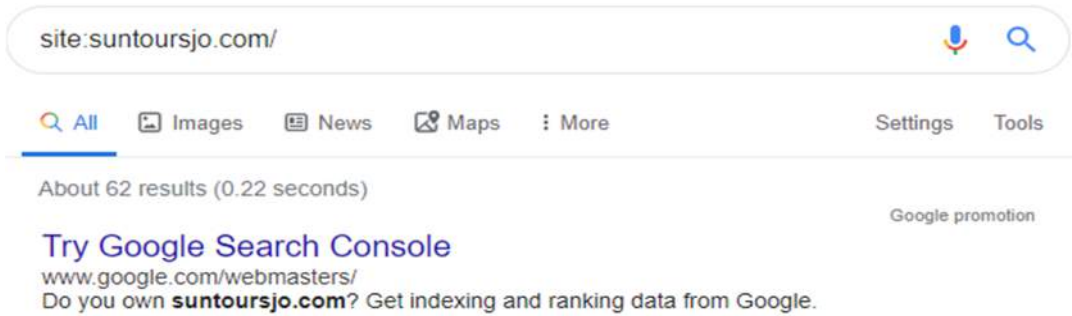 site:suntoursjo.com/
All Images News Maps More Settings Tools
About 62 results (0.22 seconds)
Google promotion
Try Google Search Console
www.google.com/webmasters/
Do you own suntoursjo.com? Get indexing and ranking data from Google.